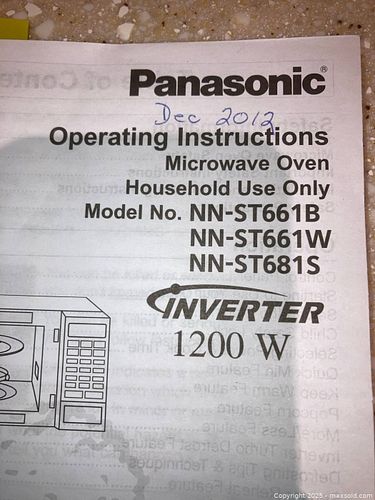 Panasonic®
Dec 2012
Operating Instructions
Microwave Oven
Household Use Only
Model No. NN-ST661B
NN-ST661W
NN-ST681S
INVERTER
1200 W
Copyright 2025 - maxsold.com